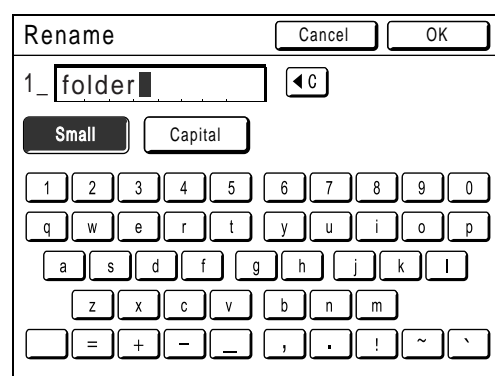 Rename Cancel OK
1_ folder ◀C
Small Capital
1 2 3 4 5 6 7 8 9 0
q w e r t y u i o p
a s d f g h j k l
z x c v b n m
= + - _ , . ! ~ `